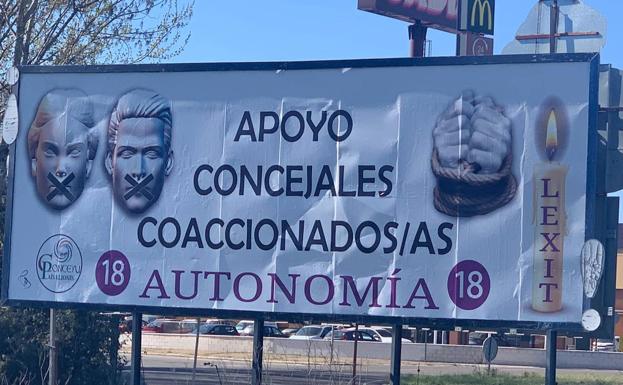 APOYO
CONCEJALES
COACCIONADOS/AS
18 AUTONOMÍA 18
LEXIT